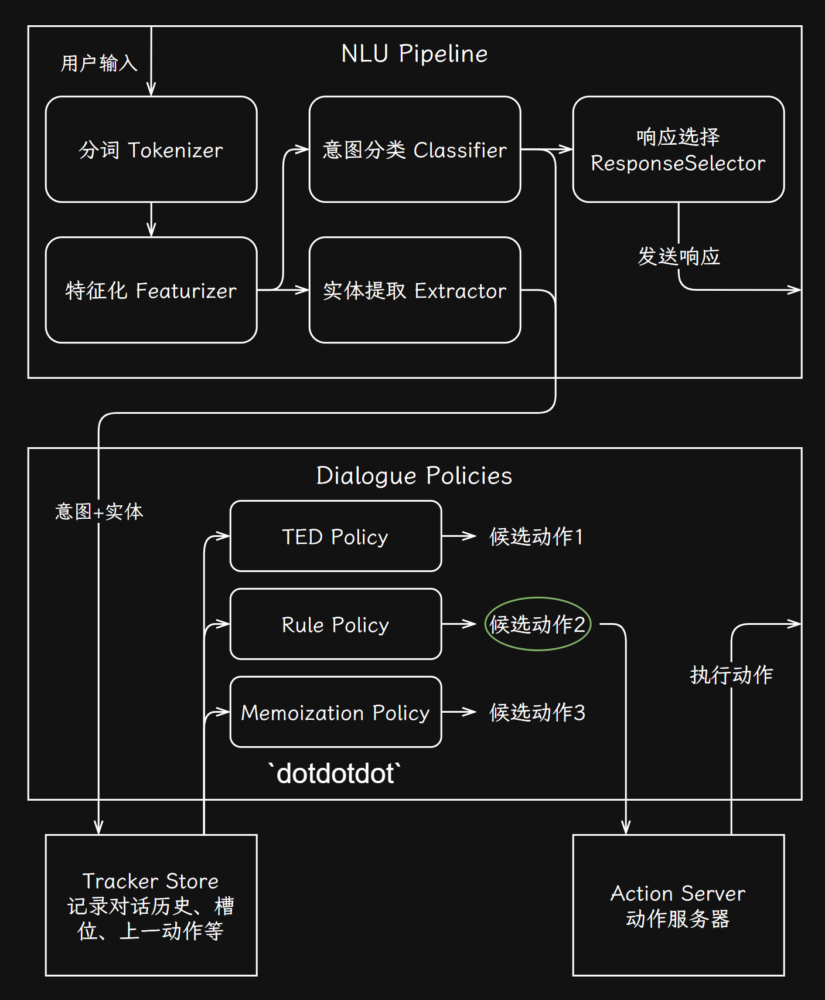 NLU Pipeline
用户输入
分词 Tokenizer
意图分类 Classifier
响应选择
ResponseSelector
发送响应
特征化 Featurizer
实体提取 Extractor
Dialogue Policies
意图+实体
TED Policy
候选动作1
Rule Policy
候选动作2
执行动作
Memoization Policy
候选动作3
`dotdotdot`
Tracker Store
记录对话历史、槽
位、上一动作等
Action Server
动作服务器